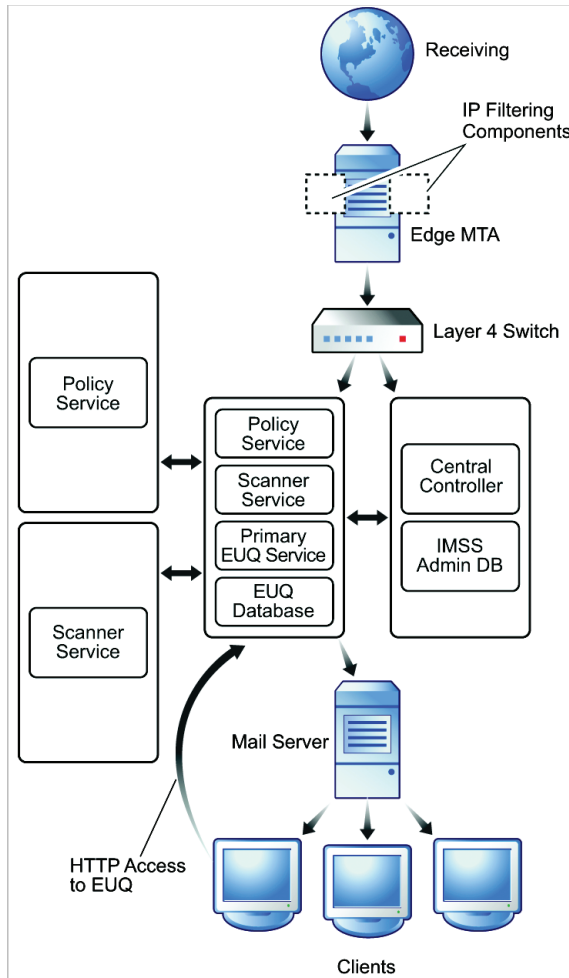 Receiving
IP Filtering
Components
Edge MTA
Layer 4 Switch
Policy
Service
Policy
Service
Scanner
Service
Primary
EUQ Service
EUQ
Database
Central
Controller
IMSS
Admin DB
Scanner
Service
Mail Server
HTTP Access
to EUQ
Clients